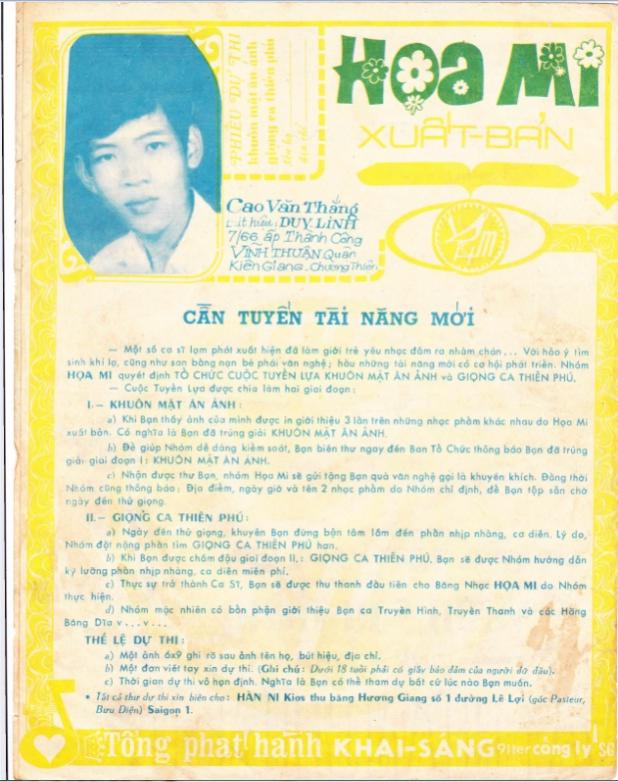 HỌA MI
XUẤT-BẢN
PHIẾU DỰ THI
khuôn mặt ăn ảnh
giọng ca thiên phú
tên họ
địa chỉ
Cao Văn Thắng
bút hiệu: DUY LINH
7/66 ấp Thành Công
VĨNH THUẬN Quận
Kiên Giang. Chương Thiện
CẦN TUYỂN TÀI NĂNG MỚI
— Một số ca sĩ lạm phát xuất hiện đã làm giới trẻ yêu nhạc đâm ra nhàm chán... Với hảo ý tìm
sinh khí lạ, cũng như san bằng nạn bè phái văn nghệ; hầu những tài năng mới có cơ hội phát triển. Nhóm
HỌA MI quyết định TỔ CHỨC CUỘC TUYỂN LỰA KHUÔN MẶT ĂN ẢNH và GIỌNG CA THIÊN PHÚ.
— Cuộc Tuyển Lựa được chia làm hai giai đoạn:
I.— KHUÔN MẶT ĂN ẢNH:
a) Khi Bạn thấy ảnh của mình được in giới thiệu 3 lần trên những nhạc phẩm khác nhau do Họa Mi
xuất bản. Có nghĩa là Bạn đã trúng giải KHUÔN MẶT ĂN ẢNH.
b) Để giúp Nhóm dễ dàng kiểm soát, Bạn biên thư ngay đến Ban Tổ Chức thông báo Bạn đã trúng
giải giai đoạn I: KHUÔN MẶT ĂN ẢNH.
c) Nhận được thư Bạn, nhóm Họa Mi sẽ gửi tặng Bạn quà văn nghệ gọi là khuyến khích. Đồng thời
Nhóm cũng thông báo: Địa điểm, ngày giờ và tên 2 nhạc phẩm do Nhóm chỉ định, để Bạn tập sẵn chờ
ngày đến thử giọng.
II.— GIỌNG CA THIÊN PHÚ:
a) Ngày đến thử giọng, khuyên Bạn đừng bận tâm lắm đến phần nhịp nhàng, ca diễn. Lý do,
Nhóm đặt nặng phần tìm GIỌNG CA THIÊN PHÚ hơn.
b) Khi Bạn được chấm đậu giai đoạn II,: GIỌNG CA THIÊN PHÚ. Bạn sẽ được Nhóm hướng dẫn
kỹ lưỡng phần nhịp nhàng, ca diễn miễn phí.
c) Thực sự trở thành Ca Sĩ, Bạn sẽ được thu thanh đầu tiên cho Băng Nhạc HỌA MI do Nhóm
thực hiện.
d) Nhóm mặc nhiên có bổn phận giới thiệu Bạn ca Truyền Hình, Truyền Thanh và các Hãng
Băng Dĩa v...v...
THỂ LỆ DỰ THI:
a) Một ảnh 6x9 ghi rõ sau ảnh tên họ, bút hiệu, địa chỉ.
b) Một đơn viết tay xin dự thi. (Ghi chú: Dưới 18 tuổi phải có giấy bảo đảm của người đỡ đầu).
c) Thời gian dự thi vô hạn định. Nghĩa là Bạn có thể tham dự bất cứ lúc nào Bạn muốn.
* Tất cả thư dự thi xin biên cho: HÀN NI Kios thu băng Hương Giang số 1 đường Lê Lợi (góc Pasteur,
Bưu Điện) Saigon 1.
Tổng phát hành KHAI-SÁNG 91ter công lý SG